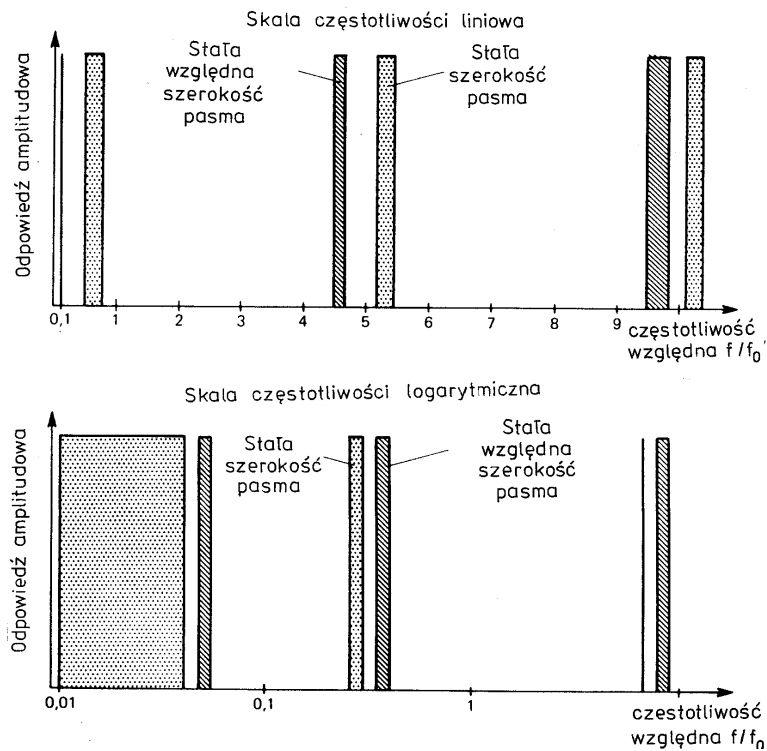 Skala częstotliwości liniowa
Odpowiedź amplitudowa
Stała
względna
szerokość
pasma
Stała
szerokość
pasma
0,1 1 2 3 4 5 6 7 8 9
częstotliwość
względna f/f₀
Skala częstotliwości logarytmiczna
Odpowiedź amplitudowa
Stała
szerokość
pasma
Stała
względna
szerokość
pasma
0,01 0,1 1
czestotliwość
względna f/f₀